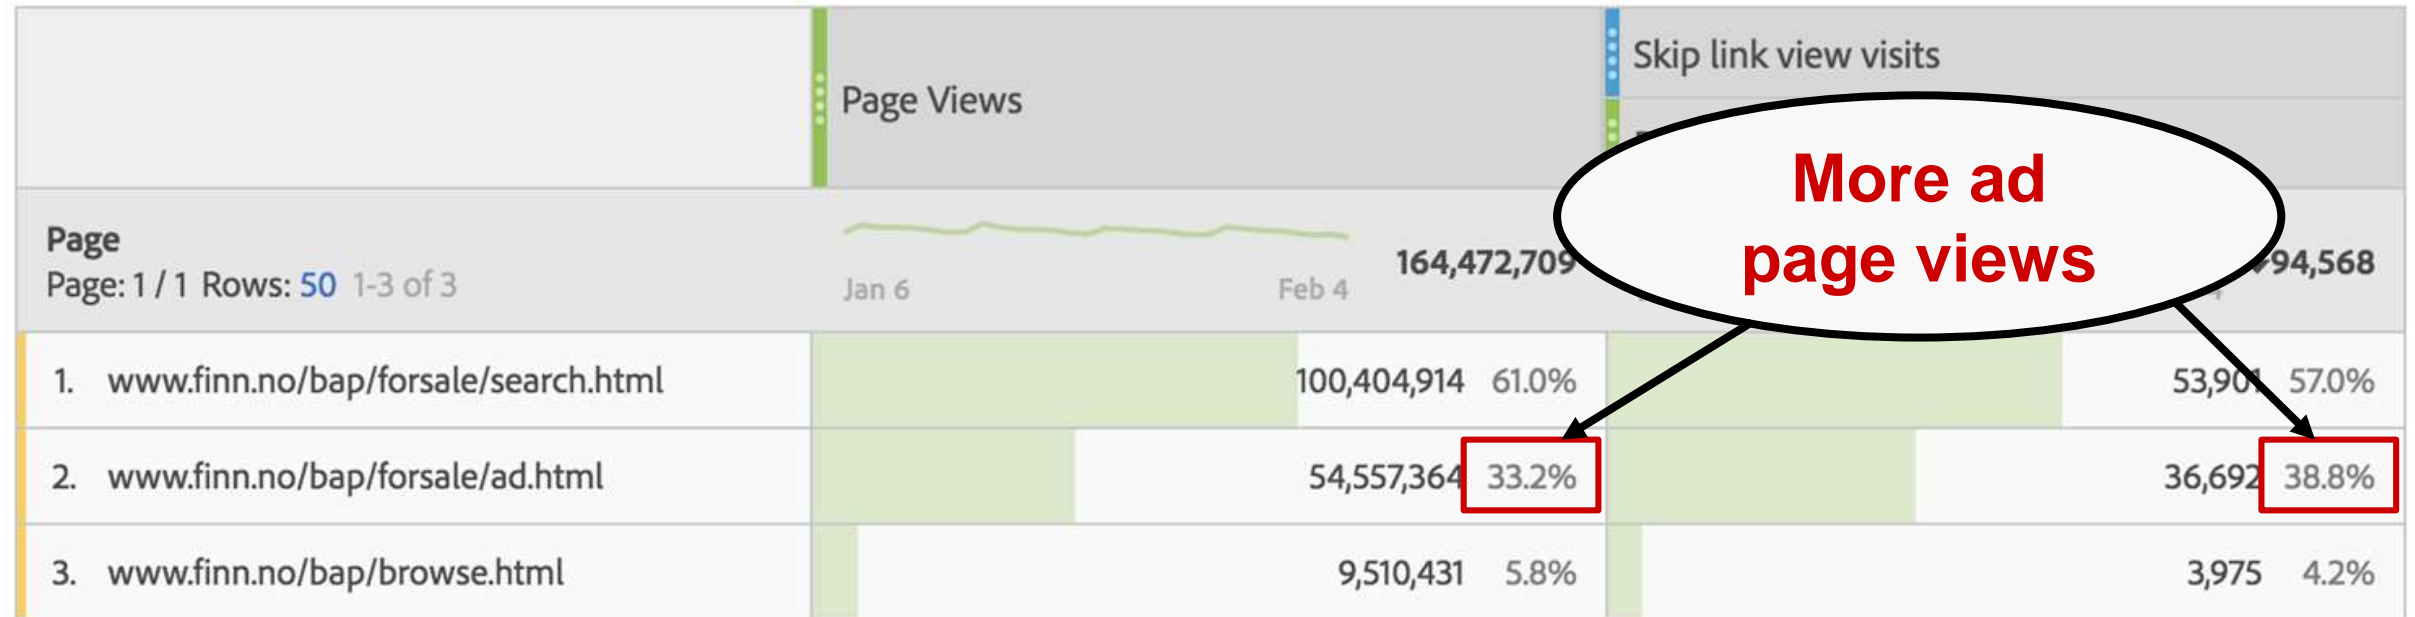 Skip link view visits
Page Views
More ad
page views
Page
Page: 1 / 1 Rows: 50 1-3 of 3
Jan 6
Feb 4
164,472,709
94,568
1. www.finn.no/bap/forsale/search.html 100,404,914 61.0% 53,901 57.0%
2. www.finn.no/bap/forsale/ad.html 54,557,364 33.2% 36,692 38.8%
3. www.finn.no/bap/browse.html 9,510,431 5.8% 3,975 4.2%